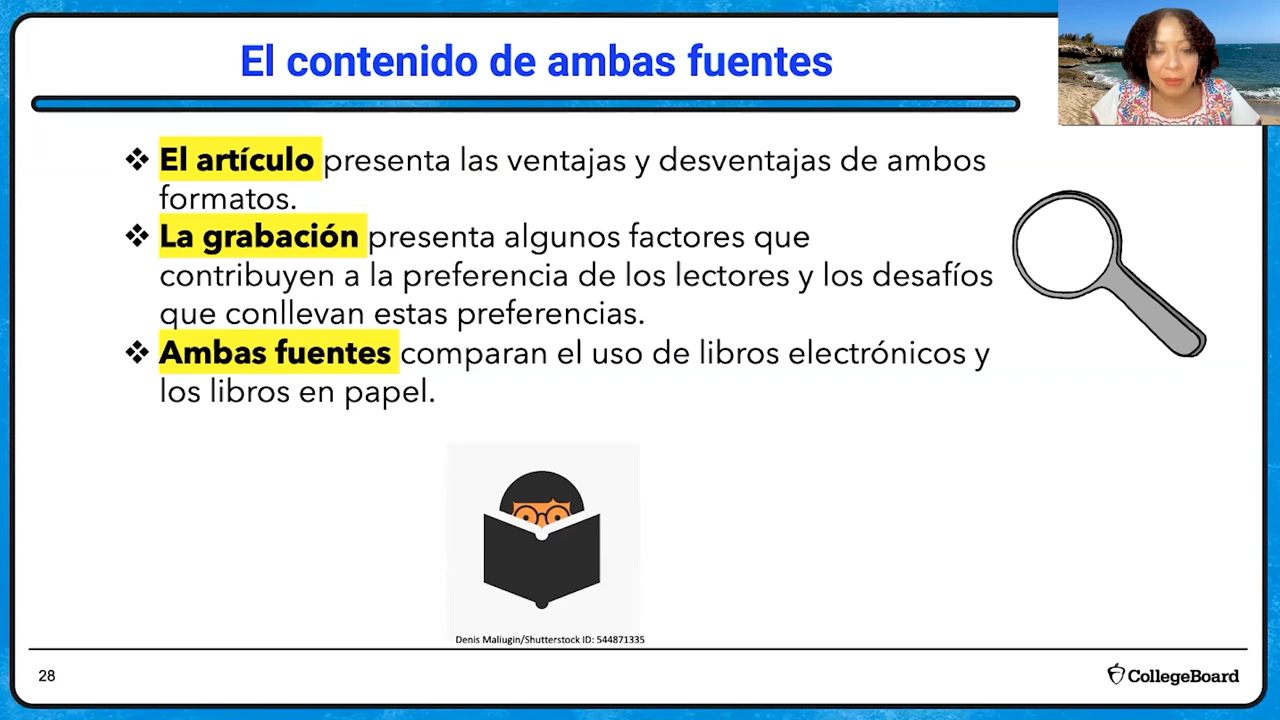 El contenido de ambas fuentes
❖ El artículo presenta las ventajas y desventajas de ambos
formatos.
❖ La grabación presenta algunos factores que
contribuyen a la preferencia de los lectores y los desafíos
que conllevan estas preferencias.
❖ Ambas fuentes comparan el uso de libros electrónicos y
los libros en papel.
Denis Maliugin/Shutterstock ID: 544871335
28
CollegeBoard